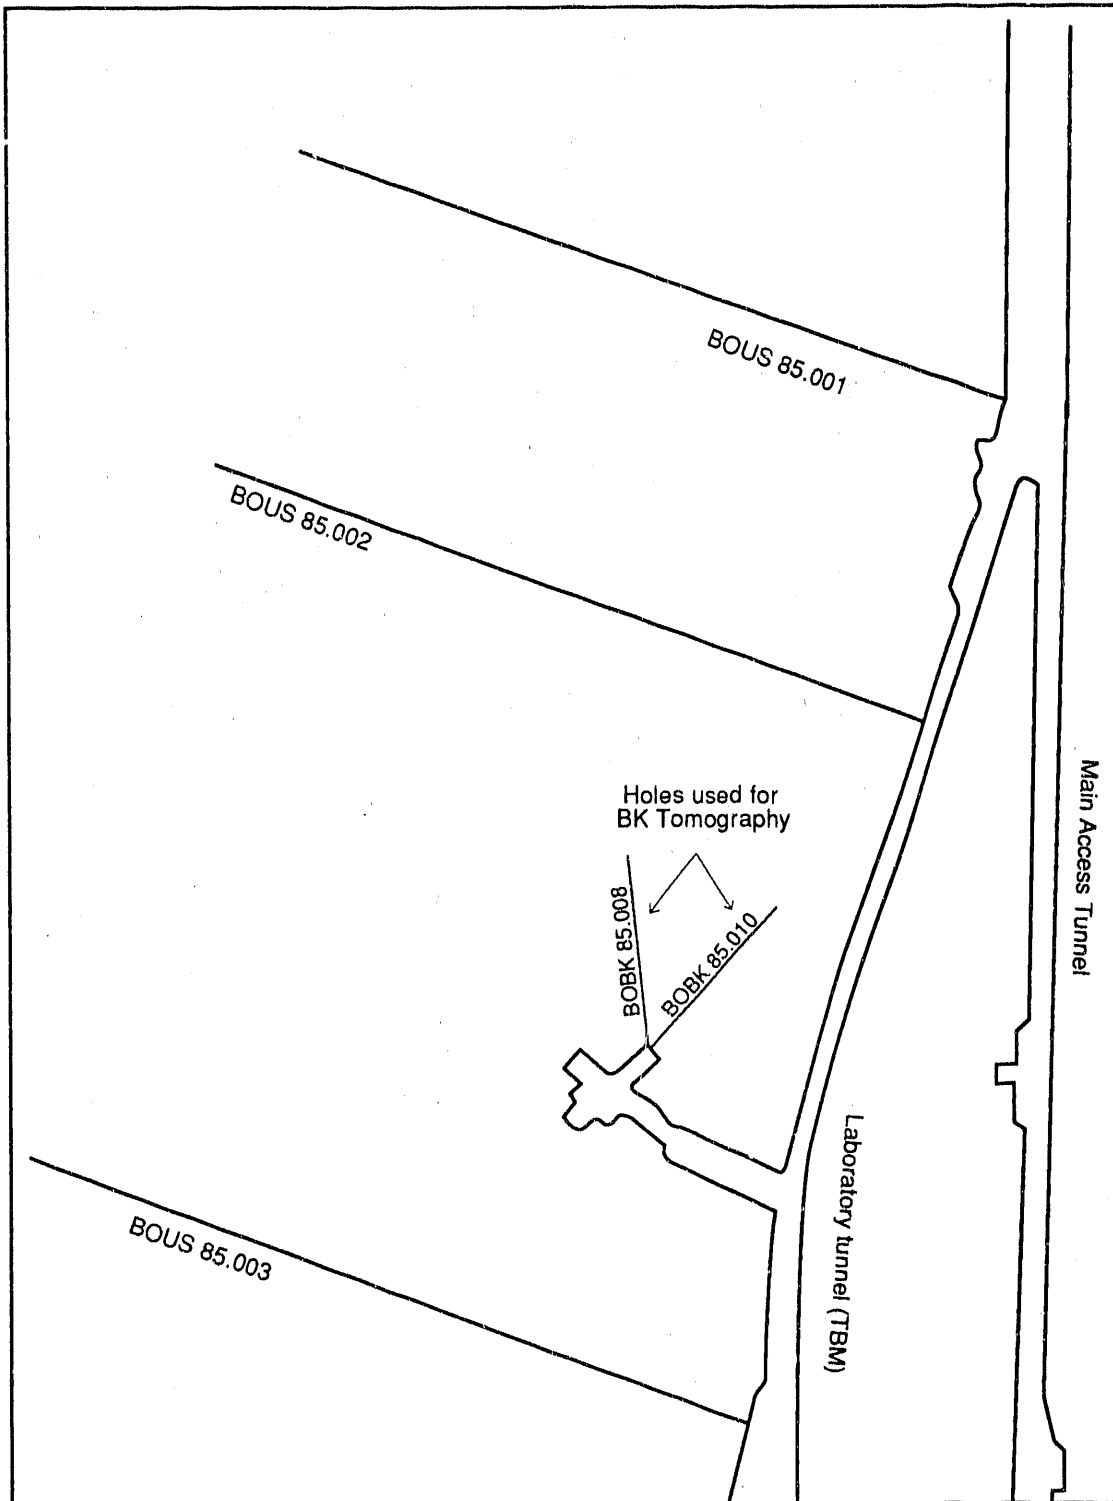 BOUS 85.001
BOUS 85.002
Main Access Tunnel
Holes used for
BK Tomography
BOBK 85.008
BOBK 85.010
Laboratory tunnel (TBM)
BOUS 85.003